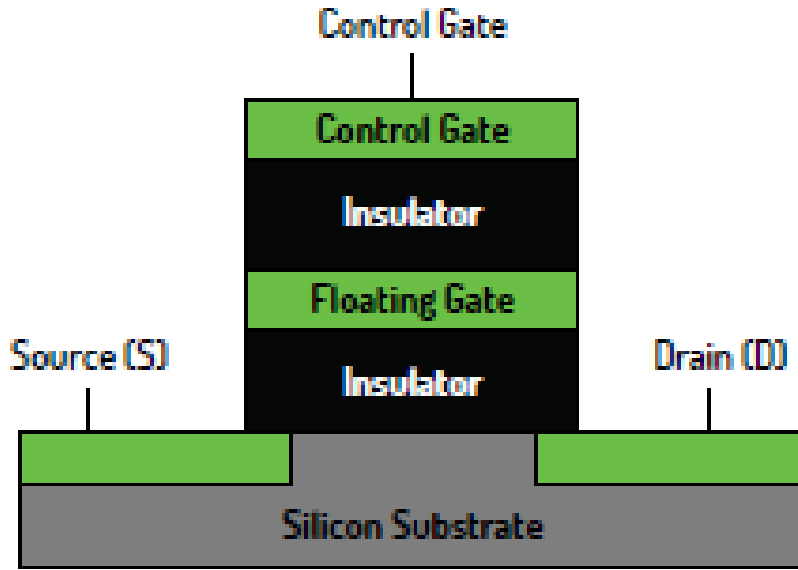 Control Gate
Control Gate
Insulator
Floating Gate
Source (S)
Drain (D)
Insulator
Silicon Substrate